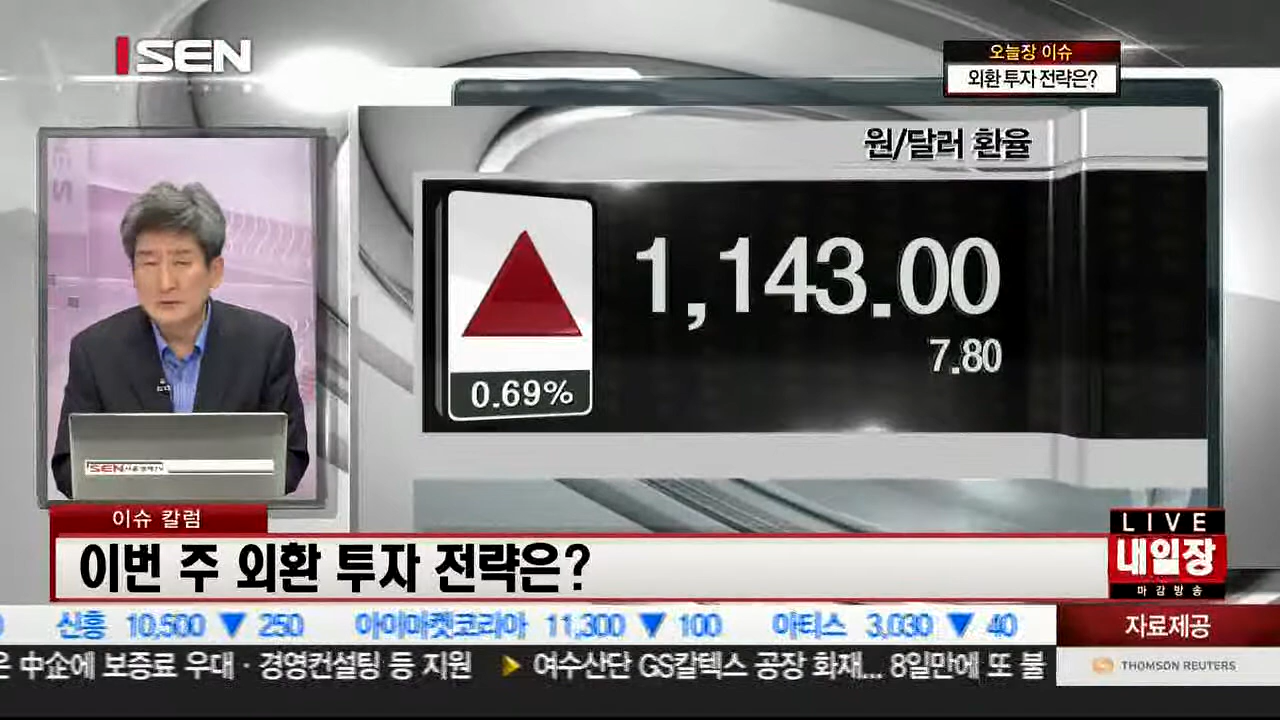 SEN
오늘장 이슈
외환 투자 전략은?
원/달러 환율
1,143.00
7.80
0.69%
SEN
이슈 칼럼
이번 주 외환 투자 전략은?
LIVE
내일장
마감방송
신흥 10,500 ▼ 250 아이마켓코리아 11,300 ▼ 100 아티스 3,030 ▼ 40
자료제공
中企에 보증료 우대·경영컨설팅 등 지원 ▶ 여수산단 GS칼텍스 공장 화재... 8일만에 또 불
THOMSON REUTERS